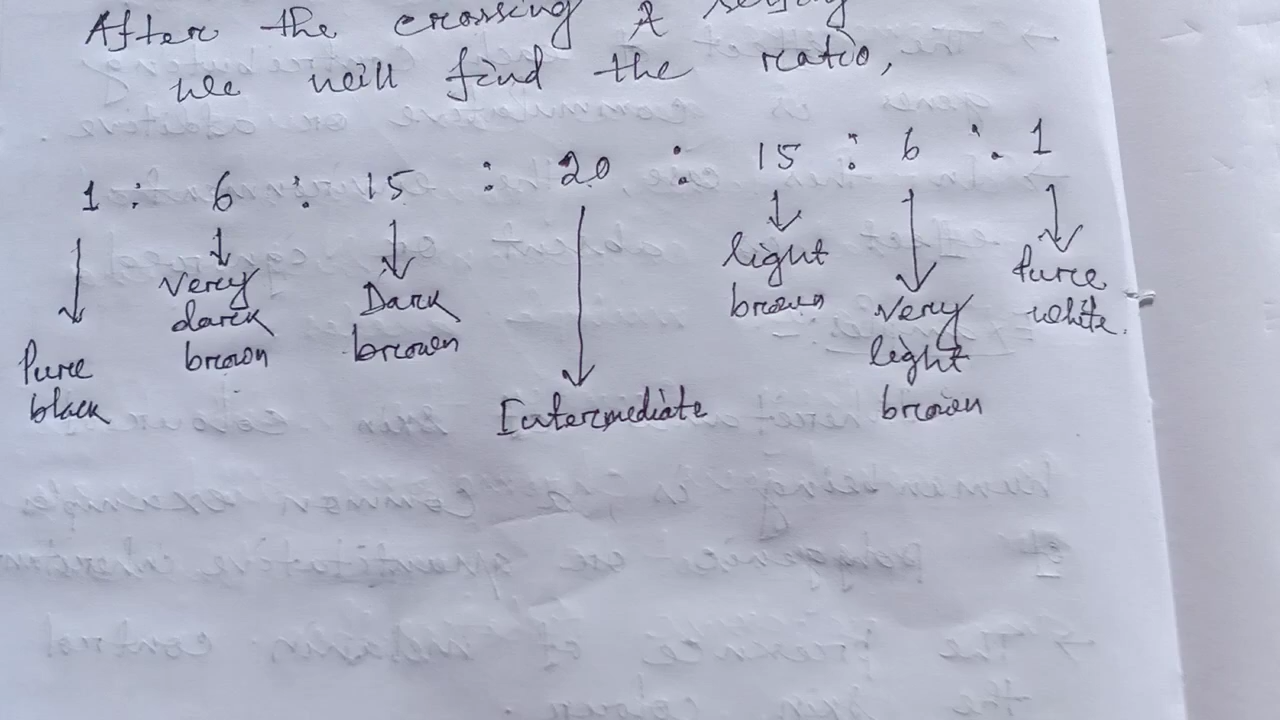 After the crossing & selfing
we will find the ratio,
1 : 6 : 15 : 20 : 15 : 6 : 1
Pure black
Very dark brown
Dark brown
Intermediate
light brown
Very light brown
Pure white.